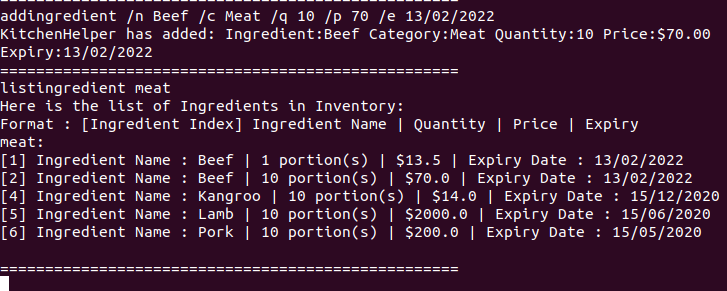 ===================================================
addingredient /n Beef /c Meat /q 10 /p 70 /e 13/02/2022
KitchenHelper has added: Ingredient:Beef Category:Meat Quantity:10 Price:$70.00
Expiry:13/02/2022
===================================================
listingredient meat
Here is the list of Ingredients in Inventory:
Format : [Ingredient Index] Ingredient Name | Quantity | Price | Expiry
meat:
[1] Ingredient Name : Beef | 1 portion(s) | $13.5 | Expiry Date : 13/02/2022
[2] Ingredient Name : Beef | 10 portion(s) | $70.0 | Expiry Date : 13/02/2022
[4] Ingredient Name : Kangroo | 10 portion(s) | $14.0 | Expiry Date : 15/12/2020
[5] Ingredient Name : Lamb | 10 portion(s) | $2000.0 | Expiry Date : 15/06/2020
[6] Ingredient Name : Pork | 10 portion(s) | $200.0 | Expiry Date : 15/05/2020
===================================================